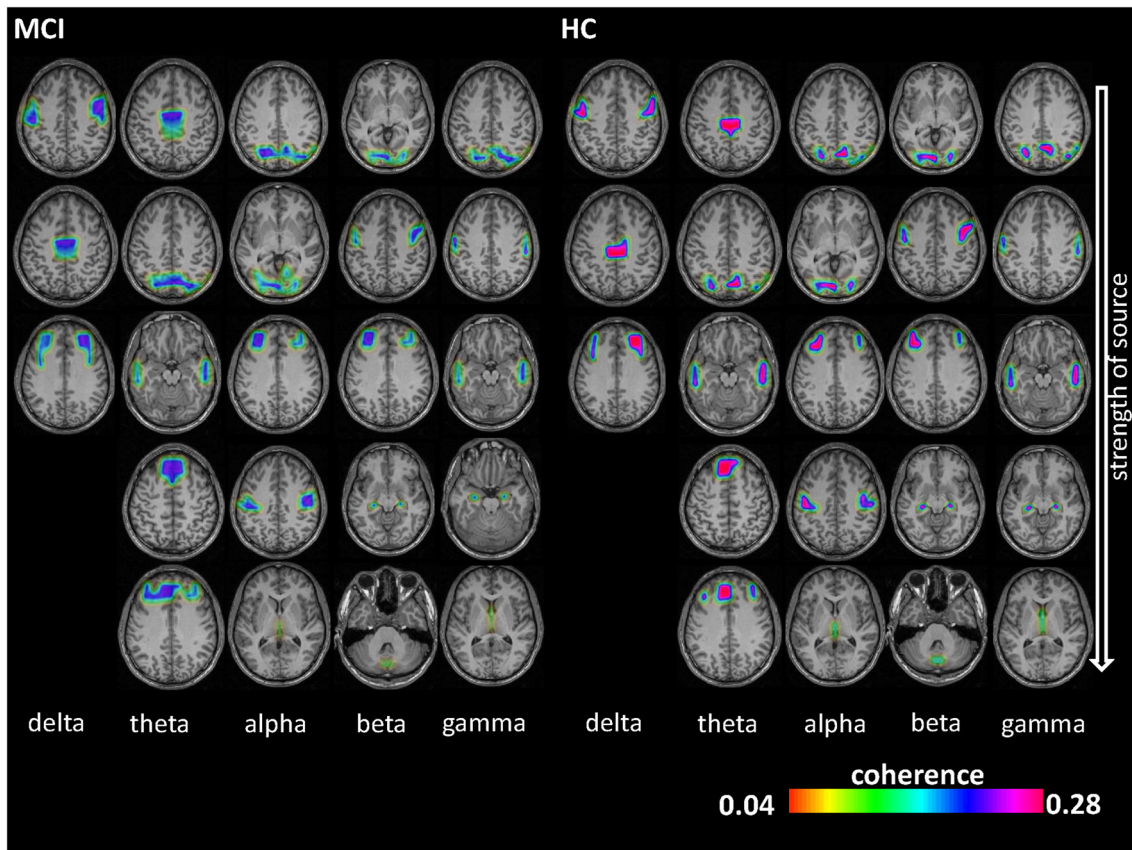 MCI
HC
strength of source
delta theta alpha beta gamma delta theta alpha beta gamma
coherence
0.04 0.28